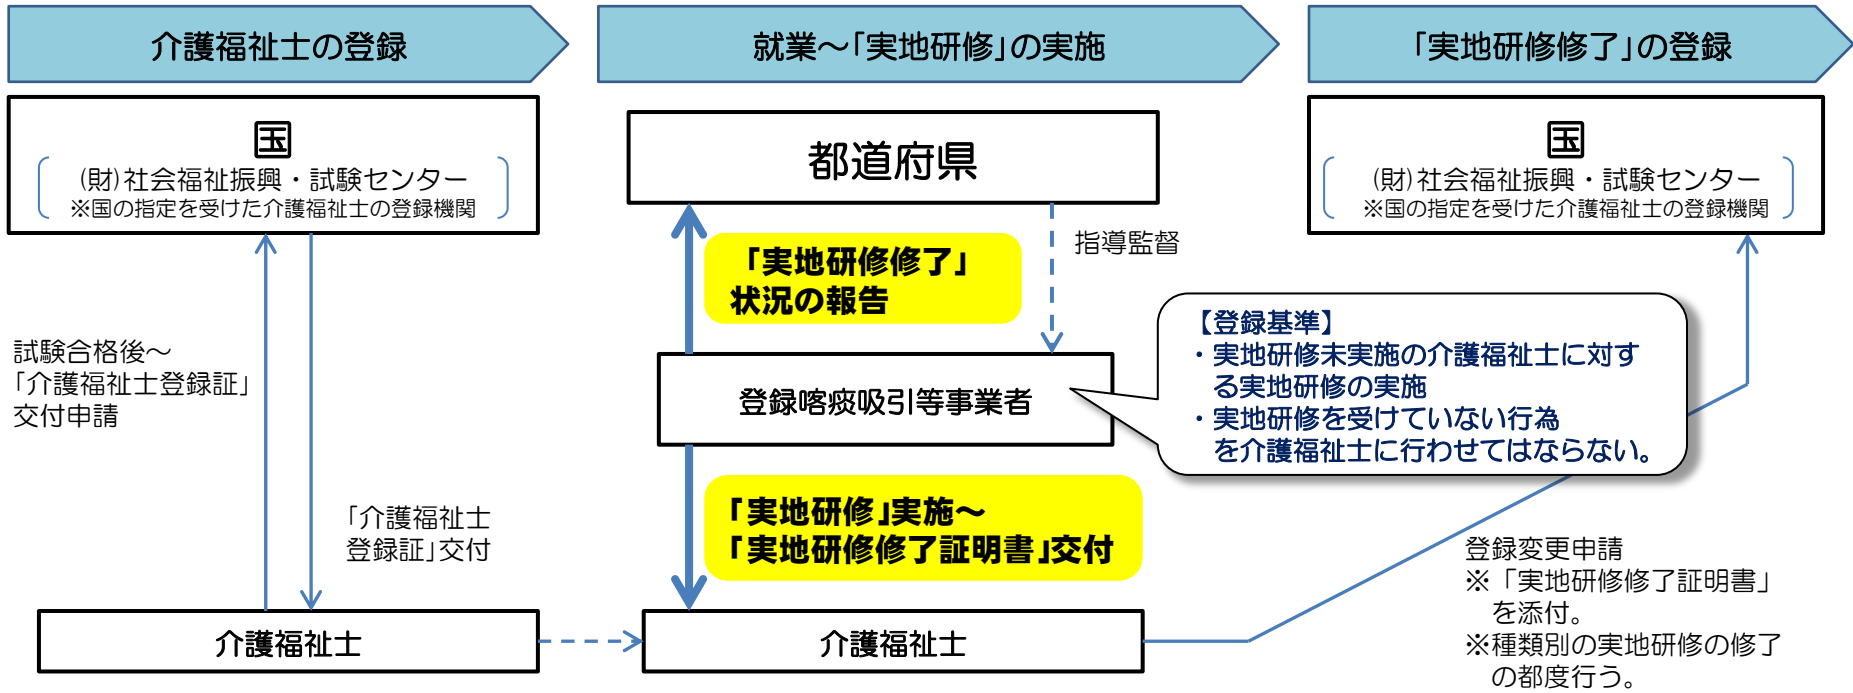 介護福祉士の登録
就業～「実地研修」の実施
「実地研修修了」の登録
国
(財)社会福祉振興・試験センター
※国の指定を受けた介護福祉士の登録機関
試験合格後～
「介護福祉士登録証」
交付申請
「介護福祉士
登録証」交付
介護福祉士
都道府県
「実地研修修了」
状況の報告
指導監督
登録喀痰吸引等事業者
【登録基準】
・実地研修未実施の介護福祉士に対す
る実地研修の実施
・実地研修を受けていない行為
を介護福祉士に行わせてはならない。
「実地研修」実施～
「実地研修修了証明書」交付
介護福祉士
国
(財)社会福祉振興・試験センター
※国の指定を受けた介護福祉士の登録機関
登録変更申請
※「実地研修修了証明書」
を添付。
※種類別の実地研修の修了
の都度行う。